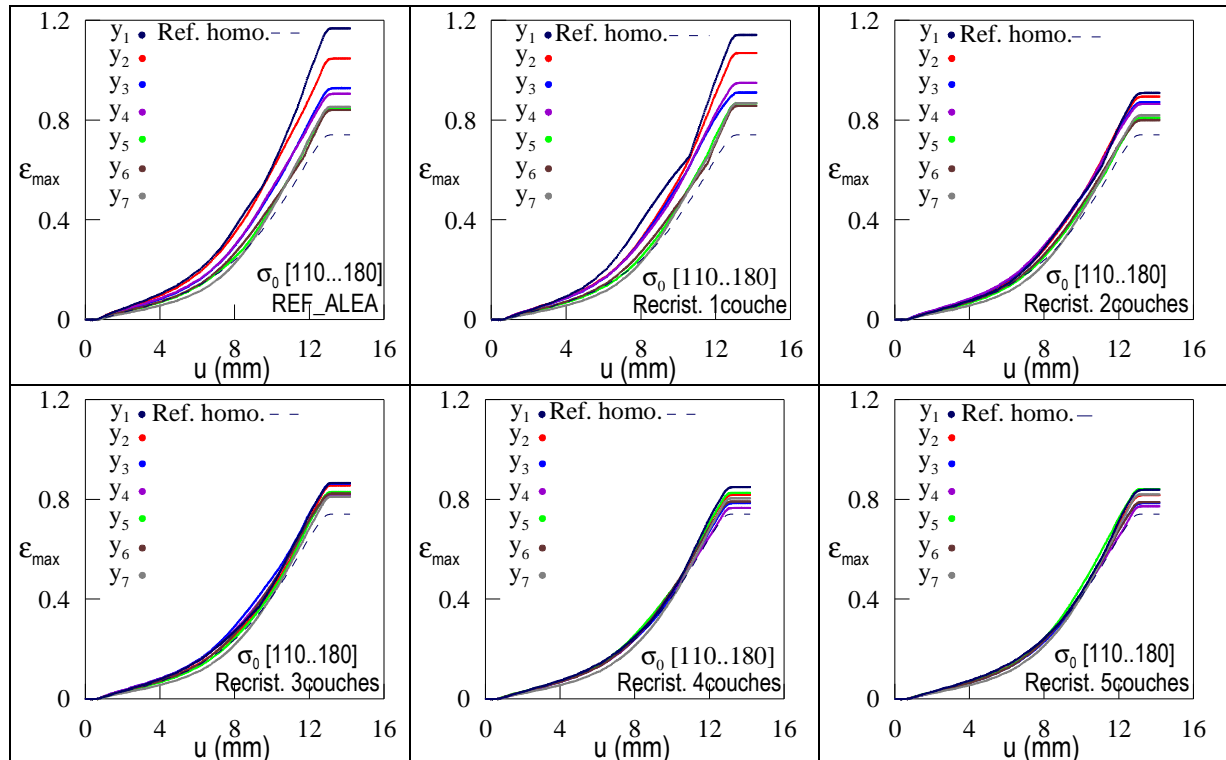 1.2
y1 Ref. homo.
y2
y3
0.8
y4
y5
εmax
y6
y7
0.4
σ0 [110...180]
REF_ALEA
0
0 4 8 12 16
u (mm)
1.2
y1 Ref. homo.
y2
y3
0.8
y4
y5
εmax
y6
y7
0.4
σ0 [110..180]
Recrist. 1couche
0
0 4 8 12 16
u (mm)
1.2
y1 Ref. homo.
y2
y3
0.8
y4
y5
εmax
y6
y7
0.4
σ0 [110..180]
Recrist. 2couches
0
0 4 8 12 16
u (mm)
1.2
y1 Ref. homo.
y2
y3
0.8
y4
y5
εmax
y6
y7
0.4
σ0 [110..180]
Recrist. 3couches
0
0 4 8 12 16
u (mm)
1.2
y1 Ref. homo.
y2
y3
0.8
y4
y5
εmax
y6
y7
0.4
σ0 [110..180]
Recrist. 4couches
0
0 4 8 12 16
u (mm)
1.2
y1 Ref. homo.
y2
y3
0.8
y4
y5
εmax
y6
y7
0.4
σ0 [110..180]
Recrist. 5couches
0
0 4 8 12 16
u (mm)